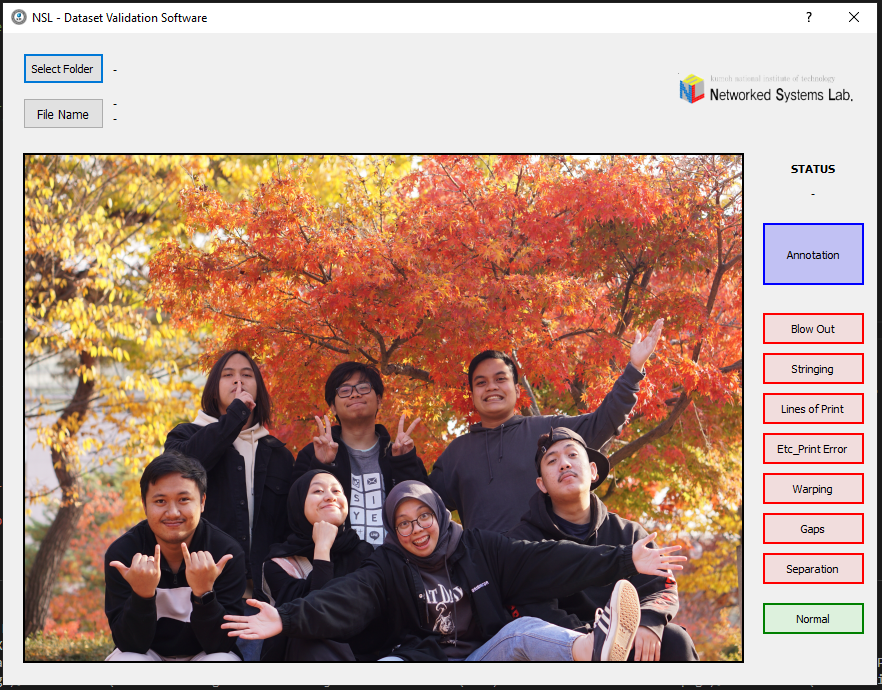 NSL - Dataset Validation Software
?
Select Folder
-
File Name
-
-
kumoh national institute of technology
Networked Systems Lab.
STATUS
-
Annotation
Blow Out
Stringing
Lines of Print
Etc_Print Error
Warping
Gaps
Separation
Normal
S I
Y E